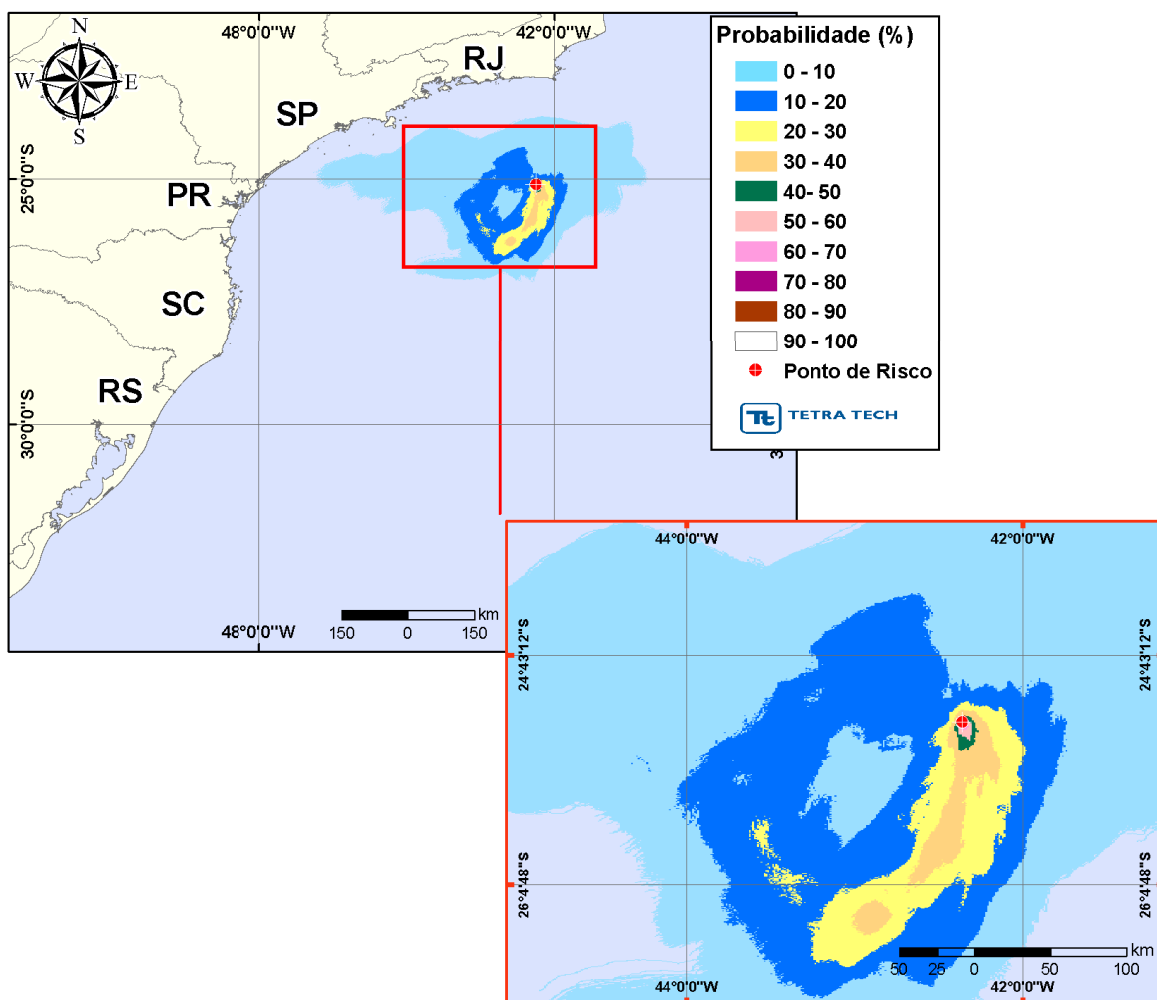 48°0'0"W
42°0'0"W
N
W
E
S
RJ
SP
PR
SC
RS
25°0'0"S
30°0'0"S
48°0'0"W
150
0
150
km
Probabilidade (%)
0 - 10
10 - 20
20 - 30
30 - 40
40- 50
50 - 60
60 - 70
70 - 80
80 - 90
90 - 100
Ponto de Risco
Tt TETRA TECH
44°0'0"W
42°0'0"W
24°43'12"S
24°43'12"S
26°4'48"S
26°4'48"S
50
25
0
50
100
km
44°0'0"W
42°0'0"W